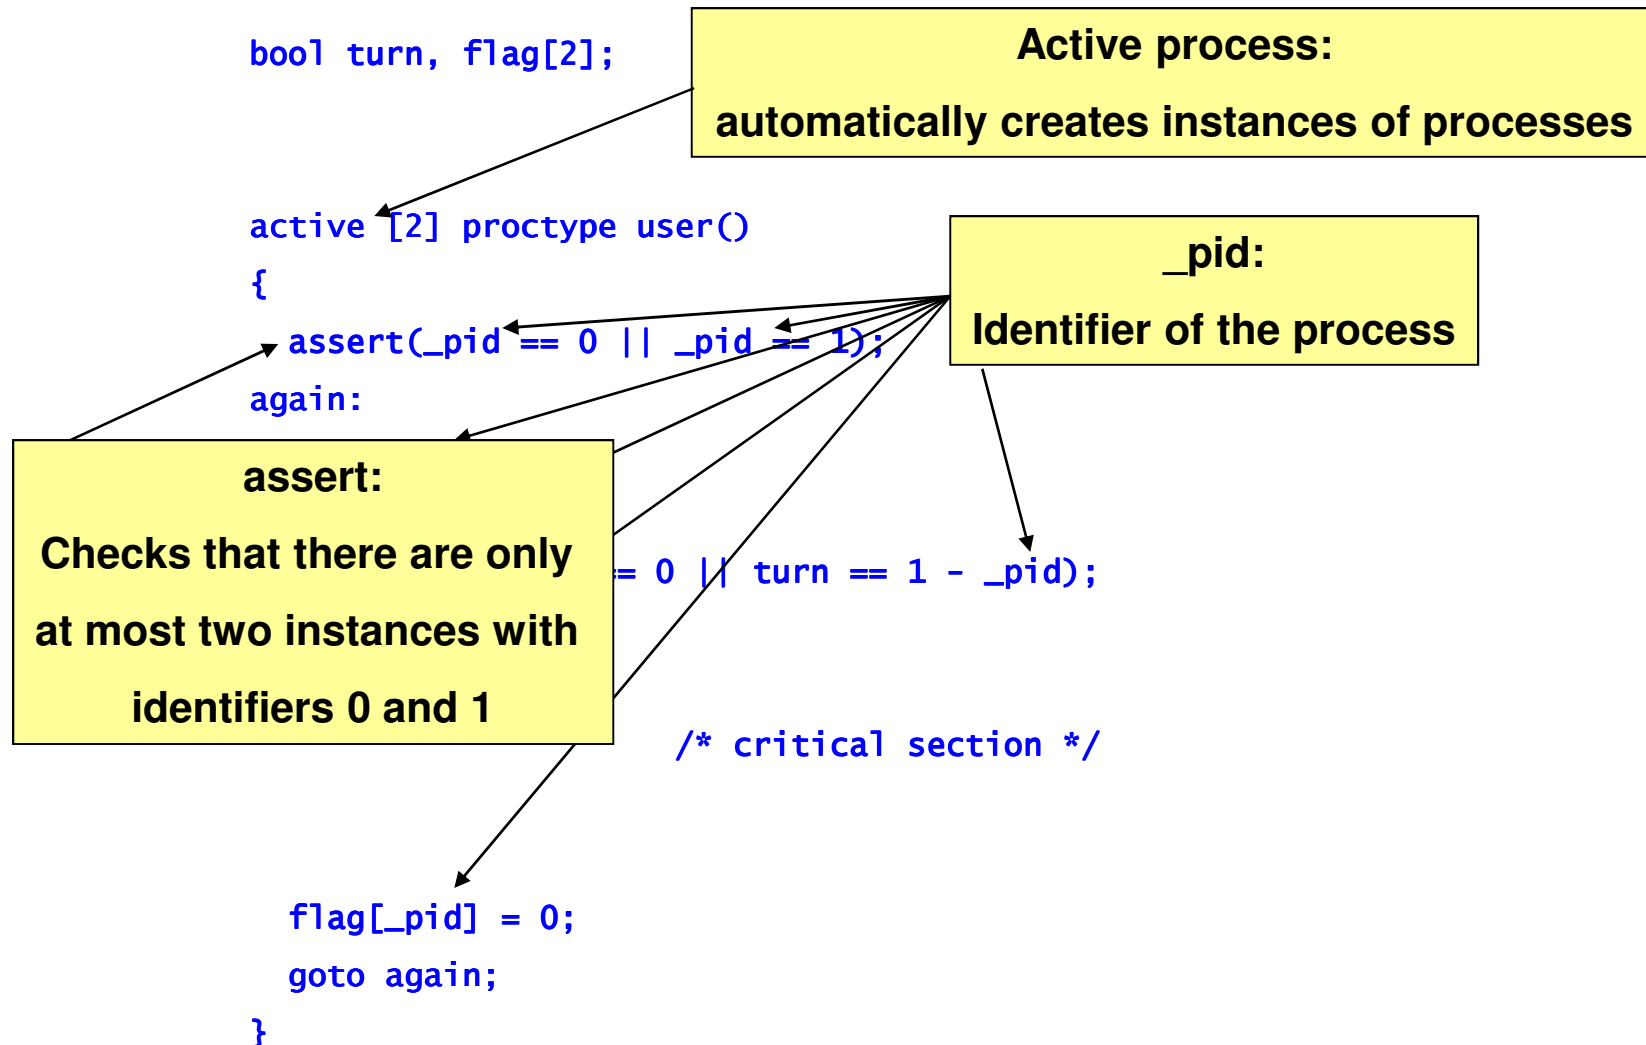 bool turn, flag[2];
Active process:
automatically creates instances of processes
active [2] proctype user()
{
_pid:
Identifier of the process
assert(_pid == 0 || _pid == 1);
again:
assert:
Checks that there are only
at most two instances with
identifiers 0 and 1
== 0 || turn == 1 - _pid);
/* critical section */
flag[_pid] = 0;
goto again;
}